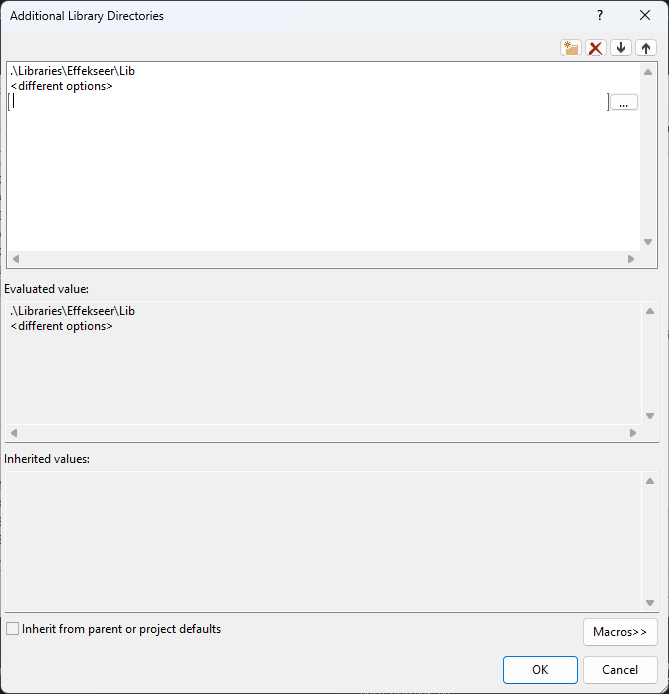 Additional Library Directories
?
.\Libraries\Effekseer\Lib
<different options>
...
Evaluated value:
.\Libraries\Effekseer\Lib
<different options>
Inherited values:
Inherit from parent or project defaults
Macros>>
OK
Cancel